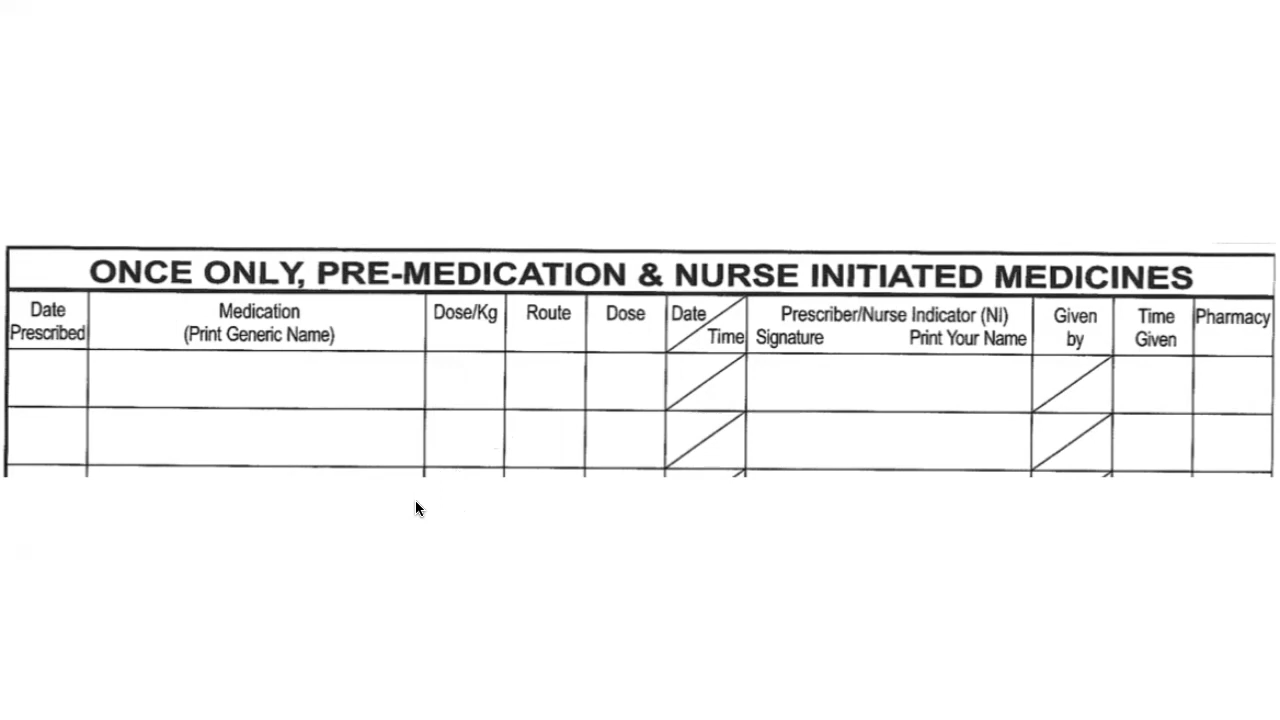 ONCE ONLY, PRE-MEDICATION & NURSE INITIATED MEDICINES
Date
Prescribed
Medication
(Print Generic Name)
Dose/Kg
Route
Dose
Date
Time
Prescriber/Nurse Indicator (NI)
Signature Print Your Name
Given
by
Time
Given
Pharmacy